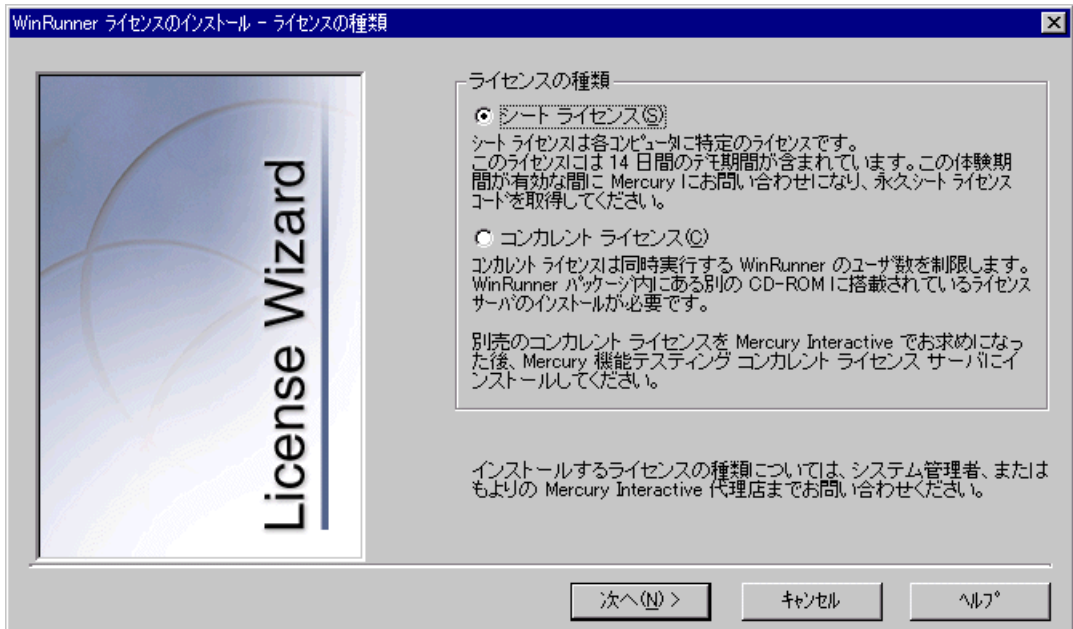 WinRunner ライセンスのインストール - ライセンスの種類
License Wizard
ライセンスの種類
シート ライセンス(S)
シート ライセンスは各コンピュータに特定のライセンスです。
このライセンスには 14 日間のデモ期間が含まれています。この体験期
間が有効な間に Mercury にお問い合わせになり、永久シート ライセンス
コードを取得してください。
コンカレント ライセンス(C)
コンカレント ライセンスは同時実行する WinRunner のユーザ数を制限します。
WinRunner パッケージ内にある別の CD-ROM に搭載されているライセンス
サーバのインストールが必要です。
別売のコンカレント ライセンスを Mercury Interactive でお求めになっ
た後、Mercury 機能テスティング コンカレント ライセンス サーバにイ
ンストールしてください。
インストールするライセンスの種類については、システム管理者、または
もよりの Mercury Interactive 代理店までお問い合わせください。
次へ(N) >
キャンセル
ヘルプ